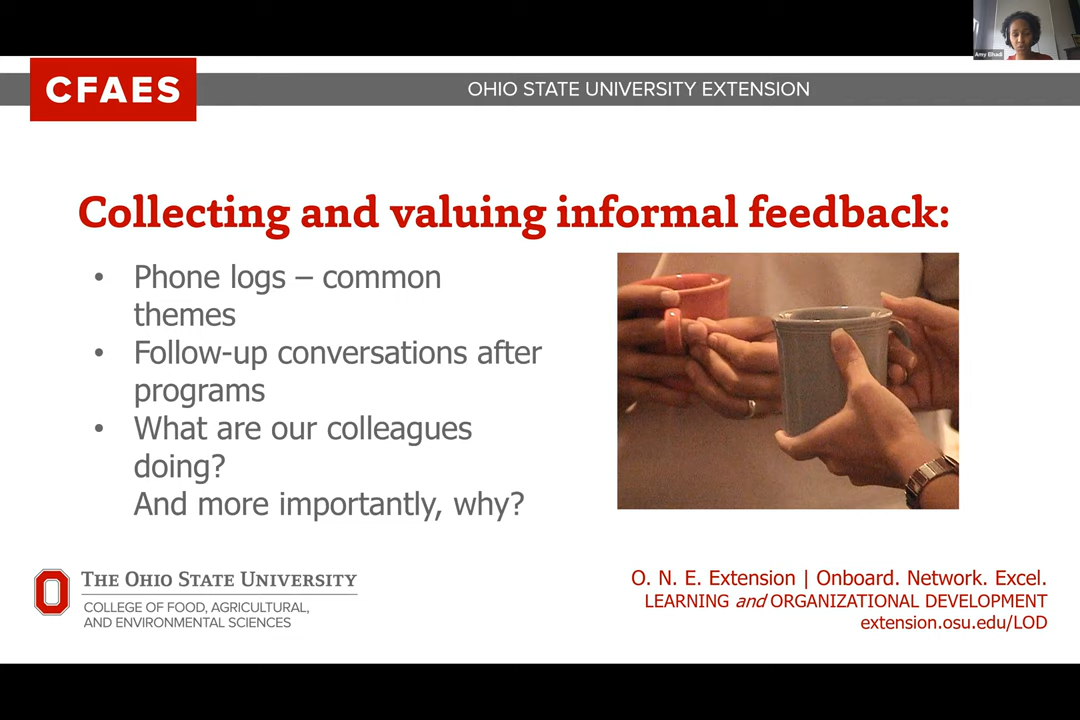 Amy Elhadi
CFAES
OHIO STATE UNIVERSITY EXTENSION
Collecting and valuing informal feedback:
• Phone logs – common
themes
• Follow-up conversations after
programs
• What are our colleagues
doing?
And more importantly, why?
THE OHIO STATE UNIVERSITY
COLLEGE OF FOOD, AGRICULTURAL,
AND ENVIRONMENTAL SCIENCES
O. N. E. Extension | Onboard. Network. Excel.
LEARNING and ORGANIZATIONAL DEVELOPMENT
extension.osu.edu/LOD